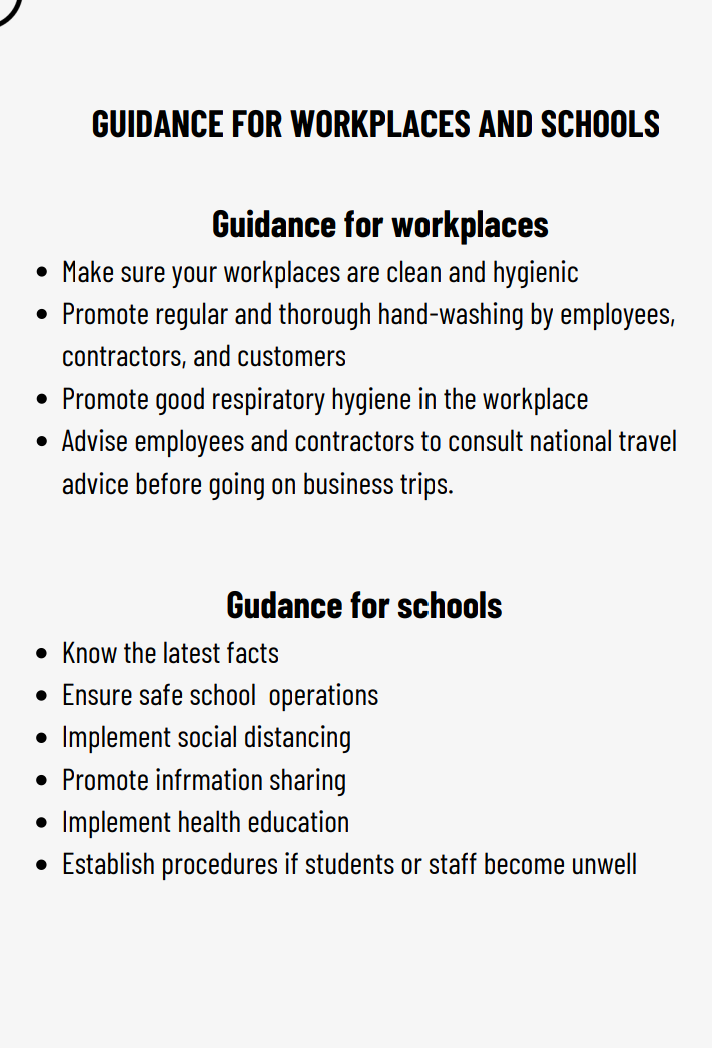 GUIDANCE FOR WORKPLACES AND SCHOOLS
Guidance for workplaces
• Make sure your workplaces are clean and hygienic
• Promote regular and thorough hand-washing by employees,
contractors, and customers
• Promote good respiratory hygiene in the workplace
• Advise employees and contractors to consult national travel
advice before going on business trips.
Gudance for schools
• Know the latest facts
• Ensure safe school  operations
• Implement social distancing
• Promote infrmation sharing
• Implement health education
• Establish procedures if students or staff become unwell